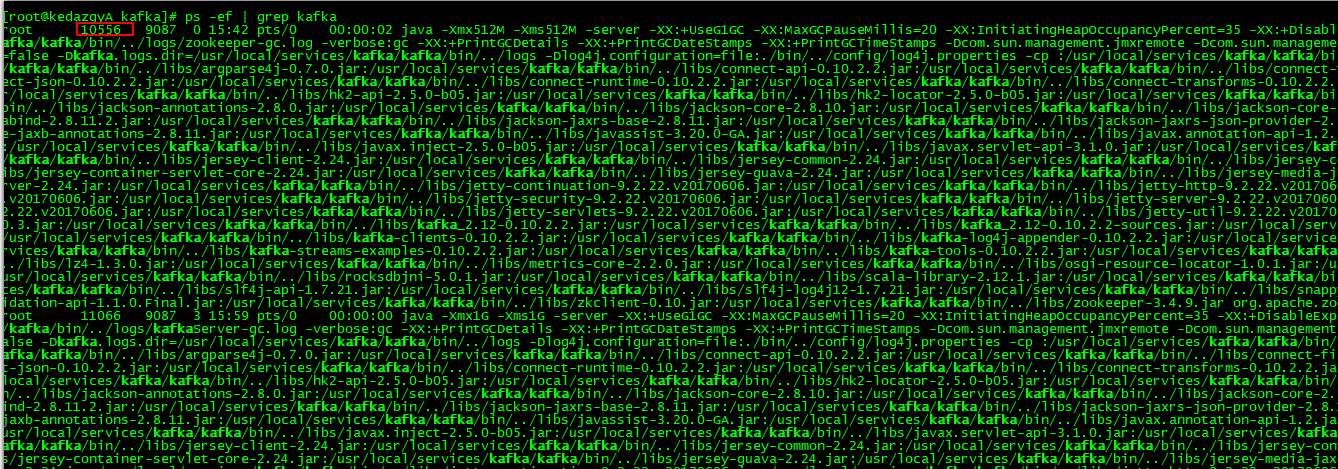 [root@kedazgyA kafka]# ps -ef | grep kafka
root      10556  9087  0 15:42 pts/0    00:00:02 java -Xmx512M -Xms512M -server -XX:+UseG1GC -XX:MaxGCPauseMillis=20 -XX:InitiatingHeapOccupancyPercent=35 -XX:+Disabl
afka/kafka/bin/../logs/zookeeper-gc.log -verbose:gc -XX:+PrintGCDetails -XX:+PrintGCDateStamps -XX:+PrintGCTimeStamps -Dcom.sun.management.jmxremote -Dcom.sun.manageme
=false -Dkafka.logs.dir=/usr/local/services/kafka/kafka/bin/../logs -Dlog4j.configuration=file:./bin/../config/log4j.properties -cp :/usr/local/services/kafka/kafka/bi
/kafka/kafka/bin/../libs/argparse4j-0.7.0.jar:/usr/local/services/kafka/kafka/bin/../libs/connect-api-0.10.2.2.jar:/usr/local/services/kafka/kafka/bin/../libs/connect-
ct-json-0.10.2.2.jar:/usr/local/services/kafka/kafka/bin/../libs/connect-runtime-0.10.2.2.jar:/usr/local/services/kafka/kafka/bin/../libs/connect-transforms-0.10.2.2.j
r/local/services/kafka/kafka/bin/../libs/hk2-api-2.5.0-b05.jar:/usr/local/services/kafka/kafka/bin/../libs/hk2-locator-2.5.0-b05.jar:/usr/local/services/kafka/kafka/bi
bin/../libs/jackson-annotations-2.8.0.jar:/usr/local/services/kafka/kafka/bin/../libs/jackson-core-2.8.10.jar:/usr/local/services/kafka/kafka/bin/../libs/jackson-core-
abind-2.8.11.2.jar:/usr/local/services/kafka/kafka/bin/../libs/jackson-jaxrs-base-2.8.11.jar:/usr/local/services/kafka/kafka/bin/../libs/jackson-jaxrs-json-provider-2.
e-jaxb-annotations-2.8.11.jar:/usr/local/services/kafka/kafka/bin/../libs/javassist-3.20.0-GA.jar:/usr/local/services/kafka/kafka/bin/../libs/javax.annotation-api-1.2.
:/usr/local/services/kafka/kafka/bin/../libs/javax.inject-2.5.0-b05.jar:/usr/local/services/kafka/kafka/bin/../libs/javax.servlet-api-3.1.0.jar:/usr/local/services/kaf
/kafka/kafka/bin/../libs/jersey-client-2.24.jar:/usr/local/services/kafka/kafka/bin/../libs/jersey-common-2.24.jar:/usr/local/services/kafka/kafka/bin/../libs/jersey-c
ibs/jersey-container-servlet-core-2.24.jar:/usr/local/services/kafka/kafka/bin/../libs/jersey-guava-2.24.jar:/usr/local/services/kafka/kafka/bin/../libs/jersey-media-j
ver-2.24.jar:/usr/local/services/kafka/kafka/bin/../libs/jetty-continuation-9.2.22.v20170606.jar:/usr/local/services/kafka/kafka/bin/../libs/jetty-http-9.2.22.v2017060
.v20170606.jar:/usr/local/services/kafka/kafka/bin/../libs/jetty-security-9.2.22.v20170606.jar:/usr/local/services/kafka/kafka/bin/../libs/jetty-server-9.2.22.v2017060
2.22.v20170606.jar:/usr/local/services/kafka/kafka/bin/../libs/jetty-servlets-9.2.22.v20170606.jar:/usr/local/services/kafka/kafka/bin/../libs/jetty-util-9.2.22.v20170
0.3.jar:/usr/local/services/kafka/kafka/bin/../libs/kafka_2.12-0.10.2.2.jar:/usr/local/services/kafka/kafka/bin/../libs/kafka_2.12-0.10.2.2-sources.jar:/usr/local/serv
/usr/local/services/kafka/kafka/bin/../libs/kafka-clients-0.10.2.2.jar:/usr/local/services/kafka/kafka/bin/../libs/kafka-log4j-appender-0.10.2.2.jar:/usr/local/service
rvices/kafka/kafka/bin/../libs/kafka-streams-examples-0.10.2.2.jar:/usr/local/services/kafka/kafka/bin/../libs/kafka-tools-0.10.2.2.jar:/usr/local/services/kafka/kafka
/../libs/lz4-1.3.0.jar:/usr/local/services/kafka/kafka/bin/../libs/metrics-core-2.2.0.jar:/usr/local/services/kafka/kafka/bin/../libs/osgi-resource-locator-1.0.1.jar:/
usr/local/services/kafka/kafka/bin/../libs/rocksdbjni-5.0.1.jar:/usr/local/services/kafka/kafka/bin/../libs/scala-library-2.12.1.jar:/usr/local/services/kafka/kafka/bi
ces/kafka/kafka/bin/../libs/slf4j-api-1.7.21.jar:/usr/local/services/kafka/kafka/bin/../libs/slf4j-log4j12-1.7.21.jar:/usr/local/services/kafka/kafka/bin/../libs/snapp
idation-api-1.1.0.Final.jar:/usr/local/services/kafka/kafka/bin/../libs/zkclient-0.10.jar:/usr/local/services/kafka/kafka/bin/../libs/zookeeper-3.4.9.jar org.apache.zo
root      11066  9087  3 15:59 pts/0    00:00:00 java -Xmx1G -Xms1G -server -XX:+UseG1GC -XX:MaxGCPauseMillis=20 -XX:InitiatingHeapOccupancyPercent=35 -XX:+DisableExp
/kafka/bin/../logs/kafkaServer-gc.log -verbose:gc -XX:+PrintGCDetails -XX:+PrintGCDateStamps -XX:+PrintGCTimeStamps -Dcom.sun.management.jmxremote -Dcom.sun.management
alse -Dkafka.logs.dir=/usr/local/services/kafka/kafka/bin/../logs -Dlog4j.configuration=file:./bin/../config/log4j.properties -cp :/usr/local/services/kafka/kafka/bin/
afka/kafka/bin/../libs/argparse4j-0.7.0.jar:/usr/local/services/kafka/kafka/bin/../libs/connect-api-0.10.2.2.jar:/usr/local/services/kafka/kafka/bin/../libs/connect-fi
t-json-0.10.2.2.jar:/usr/local/services/kafka/kafka/bin/../libs/connect-runtime-0.10.2.2.jar:/usr/local/services/kafka/kafka/bin/../libs/connect-transforms-0.10.2.2.ja
local/services/kafka/kafka/bin/../libs/hk2-api-2.5.0-b05.jar:/usr/local/services/kafka/kafka/bin/../libs/hk2-locator-2.5.0-b05.jar:/usr/local/services/kafka/kafka/bin/
n/../libs/jackson-annotations-2.8.0.jar:/usr/local/services/kafka/kafka/bin/../libs/jackson-core-2.8.10.jar:/usr/local/services/kafka/kafka/bin/../libs/jackson-core-2.
ind-2.8.11.2.jar:/usr/local/services/kafka/kafka/bin/../libs/jackson-jaxrs-base-2.8.11.jar:/usr/local/services/kafka/kafka/bin/../libs/jackson-jaxrs-json-provider-2.8.
jaxb-annotations-2.8.11.jar:/usr/local/services/kafka/kafka/bin/../libs/javassist-3.20.0-GA.jar:/usr/local/services/kafka/kafka/bin/../libs/javax.annotation-api-1.2.ja
usr/local/services/kafka/kafka/bin/../libs/javax.inject-2.5.0-b05.jar:/usr/local/services/kafka/kafka/bin/../libs/javax.servlet-api-3.1.0.jar:/usr/local/services/kafka
afka/kafka/bin/../libs/jersey-client-2.24.jar:/usr/local/services/kafka/kafka/bin/../libs/jersey-common-2.24.jar:/usr/local/services/kafka/kafka/bin/../libs/jersey-con
s/jersey-container-servlet-core-2.24.jar:/usr/local/services/kafka/kafka/bin/../libs/jersey-guava-2.24.jar:/usr/local/services/kafka/kafka/bin/../libs/jersey-media-jax